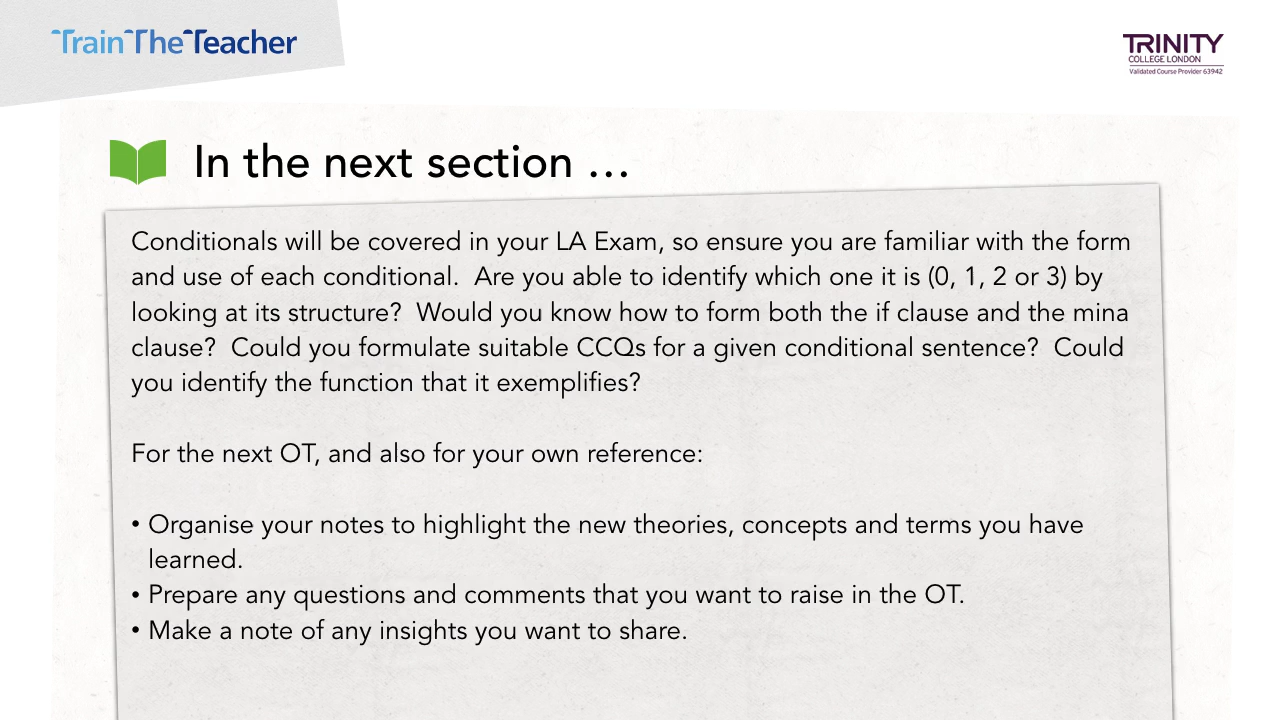 TrainTheTeacher
TRINITY
COLLEGE LONDON
Validated Course Provider 63942
In the next section …
Conditionals will be covered in your LA Exam, so ensure you are familiar with the form
and use of each conditional.  Are you able to identify which one it is (0, 1, 2 or 3) by
looking at its structure?  Would you know how to form both the if clause and the mina
clause?  Could you formulate suitable CCQs for a given conditional sentence?  Could
you identify the function that it exemplifies?
For the next OT, and also for your own reference:
• Organise your notes to highlight the new theories, concepts and terms you have
learned.
• Prepare any questions and comments that you want to raise in the OT.
• Make a note of any insights you want to share.